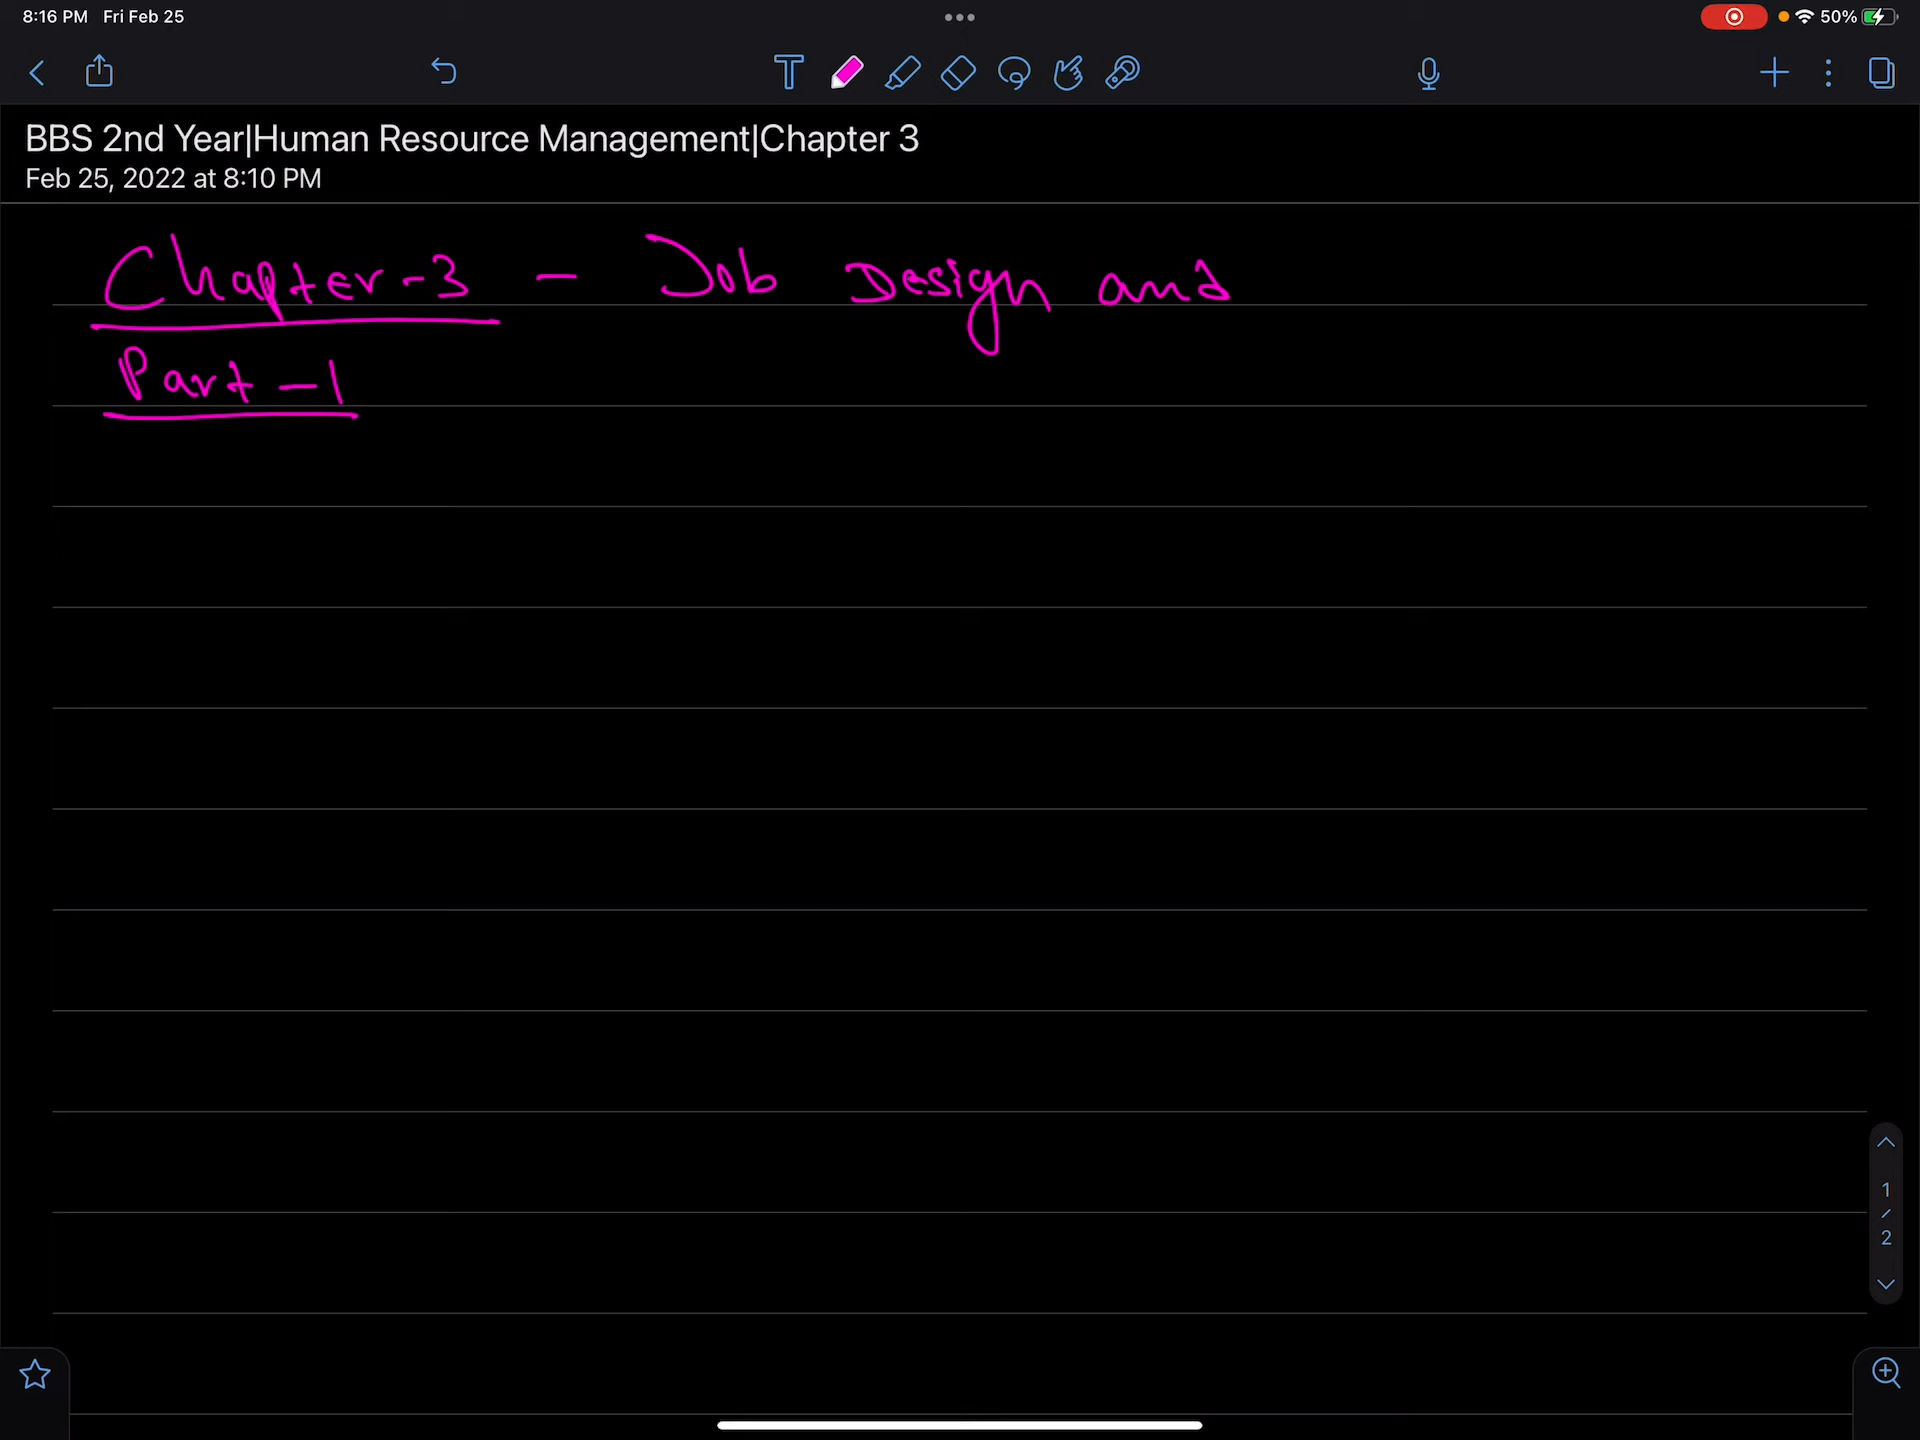 8:16 PM Fri Feb 25
50%
BBS 2nd Year|Human Resource Management|Chapter 3
Feb 25, 2022 at 8:10 PM
Chapter-3 - Job Design and
Part-1
1
/
2